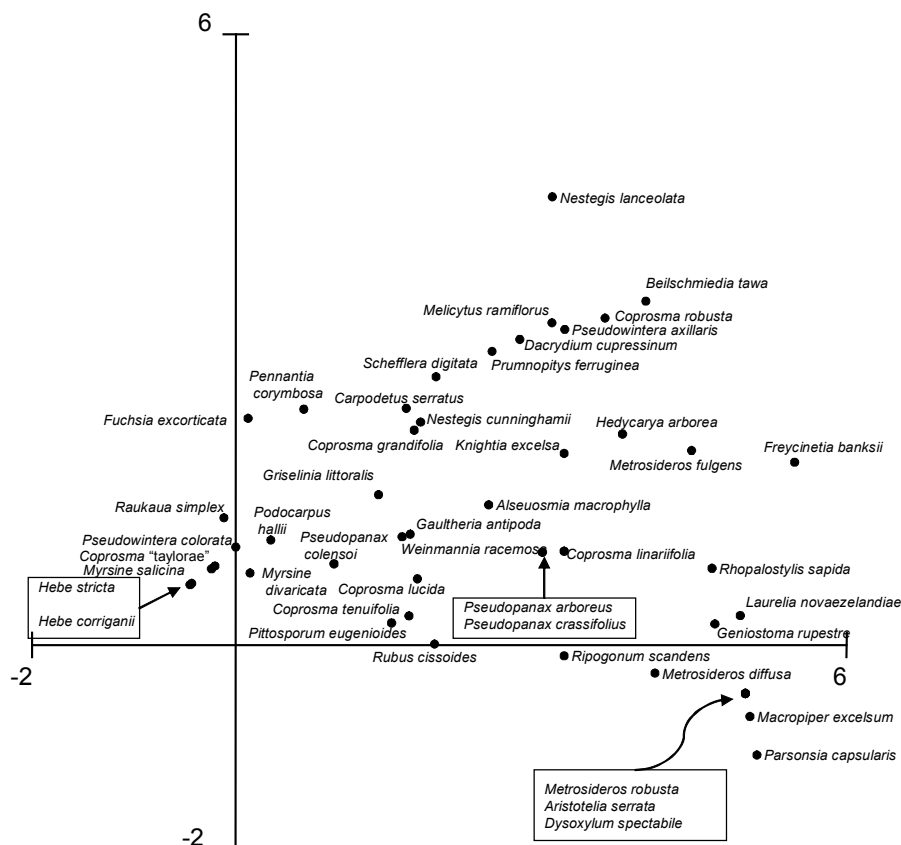 6
Nestegis lanceolata
Beilschmiedia tawa
Melicytus ramiflorus
Coprosma robusta
Pseudowintera axillaris
Dacrydium cupressinum
Schefflera digitata
Prumnopitys ferruginea
Pennantia
corymbosa
Carpodetus serratus
Fuchsia excorticata
Nestegis cunninghamii
Hedycarya arborea
Coprosma grandifolia
Knightia excelsa
Freycinetia banksii
Metrosideros fulgens
Griselinia littoralis
Raukaua simplex
Alseuosmia macrophylla
Podocarpus
hallii
Gaultheria antipoda
Pseudowintera colorata
Pseudopanax
colensoi
Weinmannia racemosa
Coprosma linariifolia
Coprosma “taylorae”
Myrsine salicina
Myrsine
divaricata
Rhopalostylis sapida
Hebe stricta
Hebe corriganii
Coprosma lucida
Coprosma tenuifolia
Pseudopanax arboreus
Pseudopanax crassifolius
Laurelia novaezelandiae
Pittosporum eugenioides
Geniostoma rupestre
Rubus cissoides
Ripogonum scandens
-2
6
Metrosideros diffusa
Macropiper excelsum
Parsonsia capsularis
Metrosideros robusta
Aristotelia serrata
Dysoxylum spectabile
-2